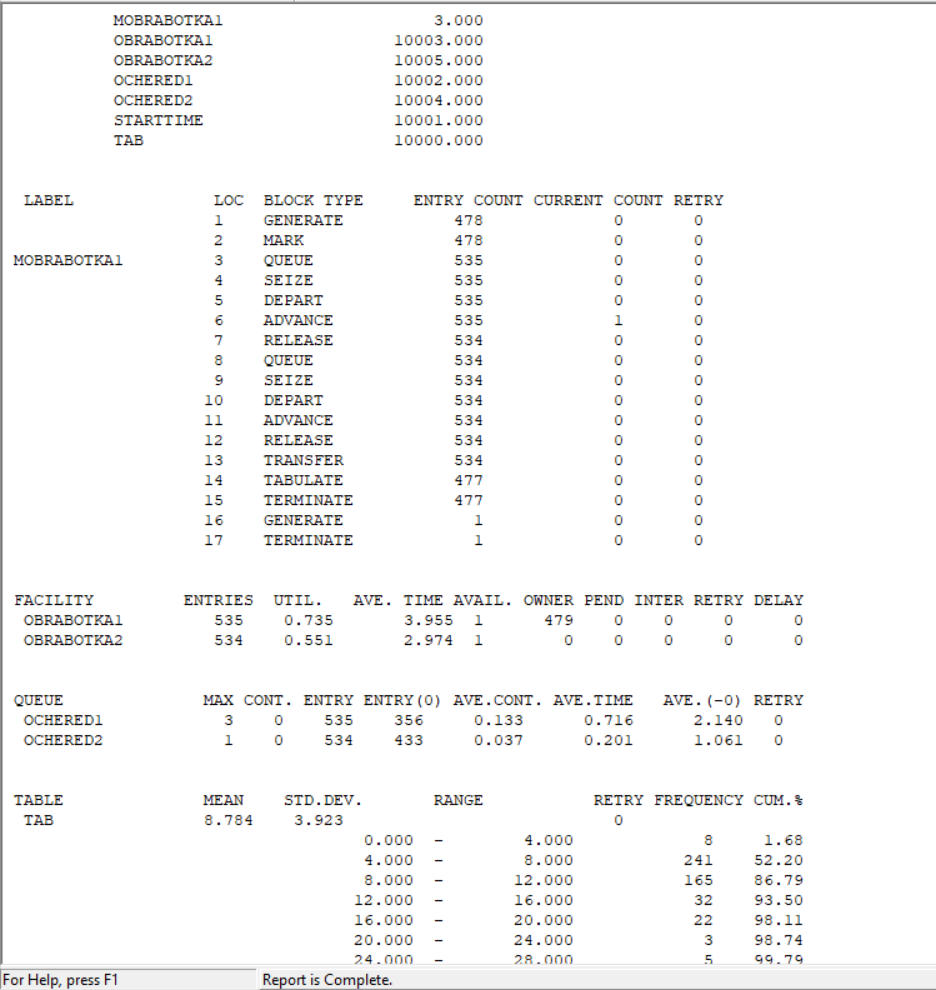 MOBRABOTKA1 3.000
OBRABOTKA1 10003.000
OBRABOTKA2 10005.000
OCHERED1 10002.000
OCHERED2 10004.000
STARTTIME 10001.000
TAB 10000.000
LABEL LOC BLOCK TYPE ENTRY COUNT CURRENT COUNT RETRY
1 GENERATE 478 0 0
2 MARK 478 0 0
MOBRABOTKA1 3 QUEUE 535 0 0
4 SEIZE 535 0 0
5 DEPART 535 0 0
6 ADVANCE 535 1 0
7 RELEASE 534 0 0
8 QUEUE 534 0 0
9 SEIZE 534 0 0
10 DEPART 534 0 0
11 ADVANCE 534 0 0
12 RELEASE 534 0 0
13 TRANSFER 534 0 0
14 TABULATE 477 0 0
15 TERMINATE 477 0 0
16 GENERATE 1 0 0
17 TERMINATE 1 0 0
FACILITY ENTRIES UTIL. AVE. TIME AVAIL. OWNER PEND INTER RETRY DELAY
OBRABOTKA1 535 0.735 3.955 1 479 0 0 0 0
OBRABOTKA2 534 0.551 2.974 1 0 0 0 0 0
QUEUE MAX CONT. ENTRY ENTRY(0) AVE.CONT. AVE.TIME AVE.(-0) RETRY
OCHERED1 3 0 535 356 0.133 0.716 2.140 0
OCHERED2 1 0 534 433 0.037 0.201 1.061 0
TABLE MEAN STD.DEV. RANGE RETRY FREQUENCY CUM.%
TAB 8.784 3.923 0
0.000 - 4.000 8 1.68
4.000 - 8.000 241 52.20
8.000 - 12.000 165 86.79
12.000 - 16.000 32 93.50
16.000 - 20.000 22 98.11
20.000 - 24.000 3 98.74
24.000 - 28.000 5 99.79
For Help, press F1 Report is Complete.